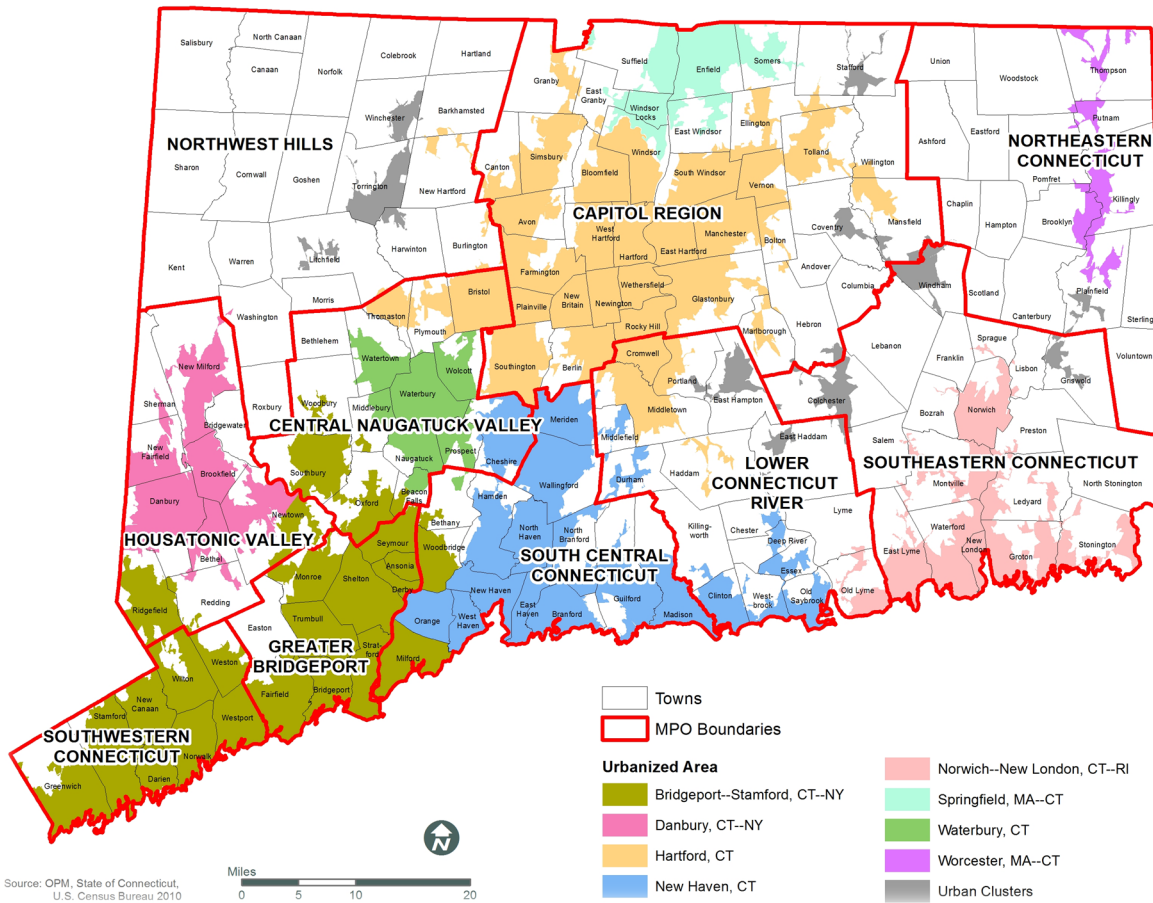 Salisbury
North Canaan
Canaan
Norfolk
Colebrook
Hartland
Winchester
Barkhamsted
NORTHWEST HILLS
Sharon
Cornwall
Goshen
Torrington
New Hartford
Kent
Warren
Litchfield
Harwinton
Burlington
Morris
Washington
Granby
Suffield
East
Granby
Enfield
Somers
Stafford
Windsor
Locks
East Windsor
Ellington
Tolland
Willington
Canton
Simsbury
Bloomfield
Windsor
South Windsor
Vernon
CAPITOL REGION
Avon
West
Hartford
Hartford
East Hartford
Manchester
Bolton
Coventry
Mansfield
Farmington
Plainville
New
Britain
Newington
Wethersfield
Glastonbury
Rocky Hill
Marlborough
Hebron
Andover
Columbia
Southington
Berlin
Union
Woodstock
Thompson
Ashford
Eastford
Putnam
NORTHEASTERN
CONNECTICUT
Pomfret
Killingly
Chaplin
Hampton
Brooklyn
Windham
Scotland
Canterbury
Plainfield
Sterling
Thomaston
Plymouth
Bristol
Bethlehem
Watertown
Wolcott
Waterbury
Woodbury
Middlebury
CENTRAL NAUGATUCK VALLEY
Naugatuck
Prospect
Cheshire
Southbury
Oxford
Beacon
Falls
New Milford
Sherman
Roxbury
Bridgewater
New
Fairfield
Brookfield
Danbury
Newtown
HOUSATONIC VALLEY
Bethel
Ridgefield
Redding
Cromwell
Portland
East Hampton
Middletown
Middlefield
Haddam
East Haddam
Durham
LOWER
CONNECTICUT
RIVER
Killing-
worth
Chester
Deep River
Lyme
Essex
Clinton
West-
brook
Old
Saybrook
Old Lyme
Lebanon
Franklin
Sprague
Lisbon
Griswold
Voluntown
Colchester
Bozrah
Norwich
Preston
Salem
SOUTHEASTERN CONNECTICUT
Montville
Ledyard
North Stonington
Waterford
East Lyme
New
London
Groton
Stonington
Meriden
Wallingford
Hamden
Bethany
Woodbridge
North
Haven
North
Branford
SOUTH CENTRAL
CONNECTICUT
New Haven
Orange
West
Haven
East
Haven
Branford
Guilford
Madison
Milford
Seymour
Ansonia
Derby
Monroe
Shelton
Trumbull
Easton
Strat-
ford
GREATER
BRIDGEPORT
Fairfield
Bridgeport
Weston
Wilton
New
Canaan
Stamford
Westport
SOUTHWESTERN
CONNECTICUT
Norwalk
Greenwich
Darien
Towns
MPO Boundaries
Urbanized Area
Bridgeport--Stamford, CT--NY
Danbury, CT--NY
Hartford, CT
New Haven, CT
Norwich--New London, CT--RI
Springfield, MA--CT
Waterbury, CT
Worcester, MA--CT
Urban Clusters
N
Miles
0 5 10 20
Source: OPM, State of Connecticut,
U.S. Census Bureau 2010